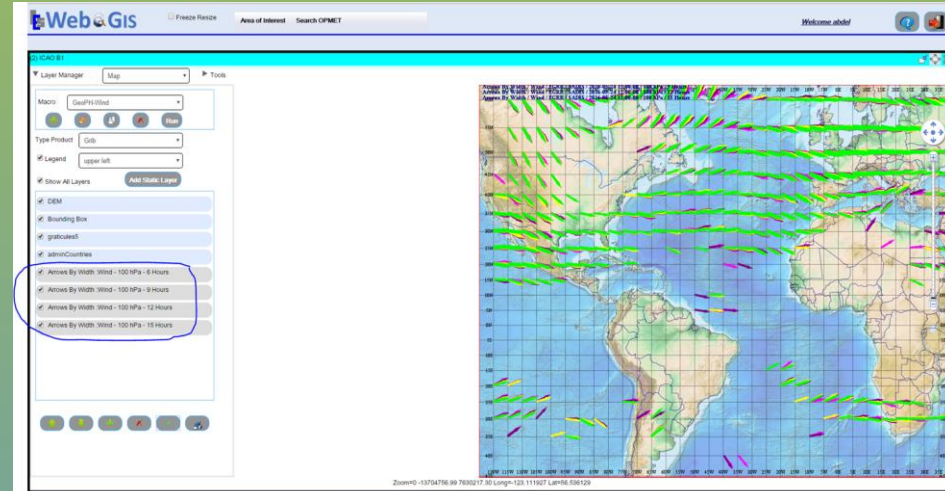 WebGis
Freeze Resize
Area of Interest Search OPMET
Welcome abdel
(2) ICAO B1
Layer Manager
Map
Tools
Macro
GeoPH-Wind
Run
Type Product
Grib
Legend
upper left
Show All Layers
Add Static Layer
DEM
Bounding Box
graticules5
adminCountries
Arrows By Width :Wind - 100 hPa - 6 Hours
Arrows By Width :Wind - 100 hPa - 9 Hours
Arrows By Width :Wind - 100 hPa - 12 Hours
Arrows By Width :Wind - 100 hPa - 15 Hours
Zoom=0 -13704756.99 7630217.30 Long=-123.111927 Lat=56.536129